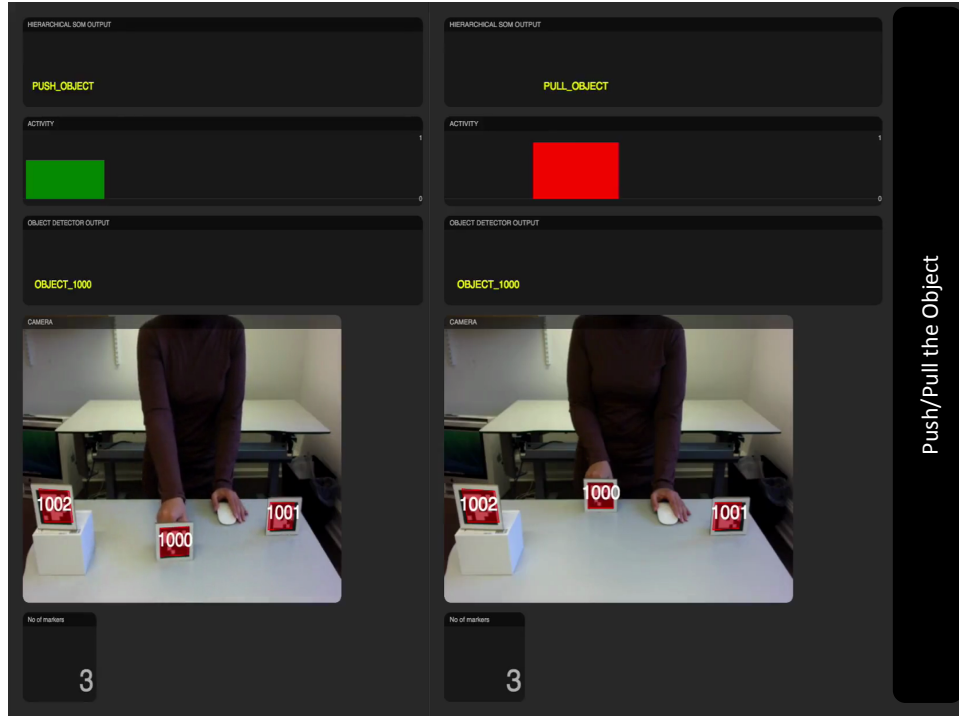 HIERARCHICAL SOM OUTPUT
PUSH_OBJECT
ACTIVITY
1
0
OBJECT DETECTOR OUTPUT
OBJECT_1000
CAMERA
1002
1000
1001
No of markers
3
HIERARCHICAL SOM OUTPUT
PULL_OBJECT
ACTIVITY
1
0
OBJECT DETECTOR OUTPUT
OBJECT_1000
CAMERA
1000
1002
1001
No of markers
3
Push/Pull the Object